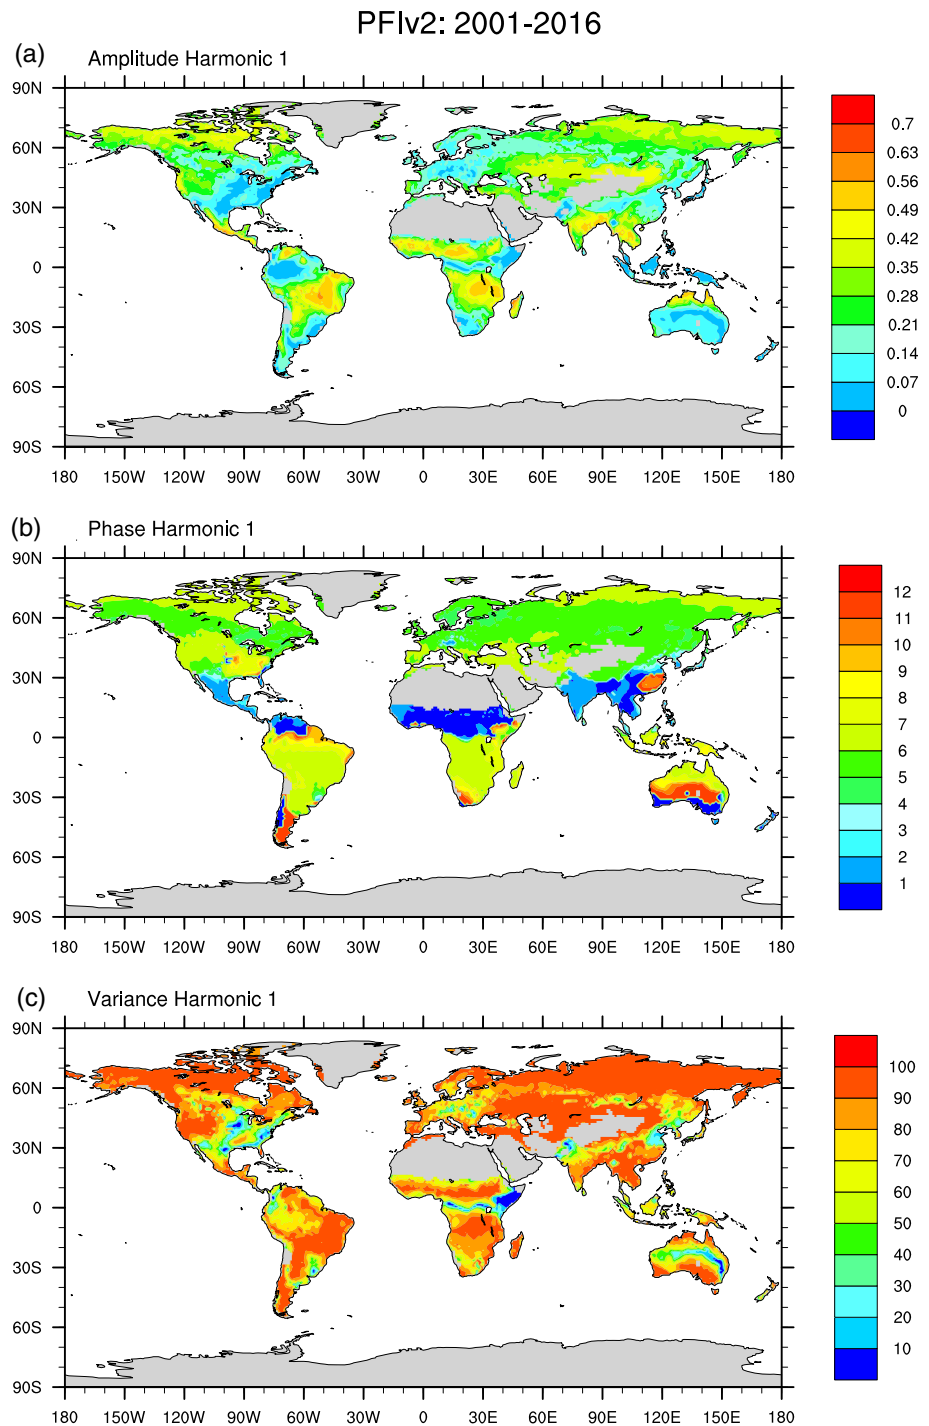 PFIv2: 2001-2016
(a)
Amplitude Harmonic 1
90N
60N
30N
0
30S
60S
90S
180 150W 120W 90W 60W 30W 0 30E 60E 90E 120E 150E 180
0.7
0.63
0.56
0.49
0.42
0.35
0.28
0.21
0.14
0.07
0
(b)
Phase Harmonic 1
90N
60N
30N
0
30S
60S
90S
180 150W 120W 90W 60W 30W 0 30E 60E 90E 120E 150E 180
12
11
10
9
8
7
6
5
4
3
2
1
(c)
Variance Harmonic 1
90N
60N
30N
0
30S
60S
90S
180 150W 120W 90W 60W 30W 0 30E 60E 90E 120E 150E 180
100
90
80
70
60
50
40
30
20
10